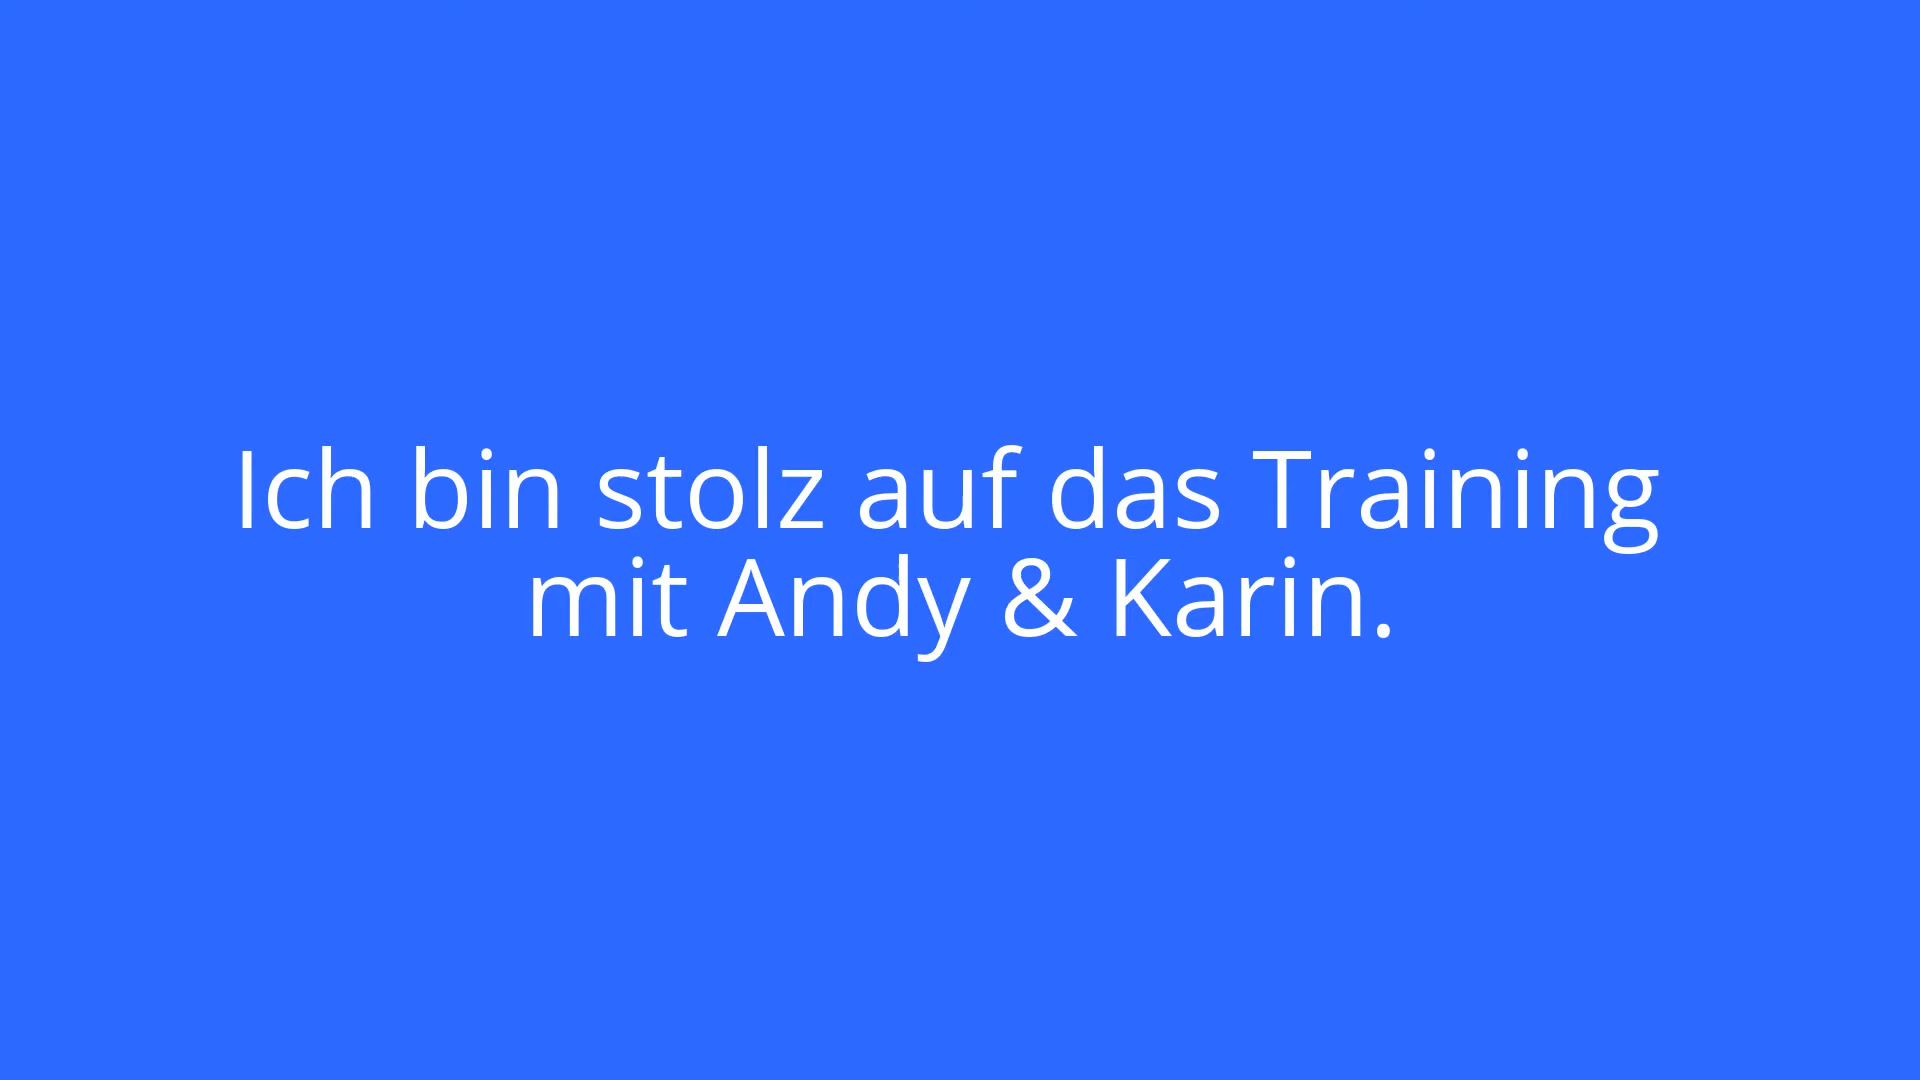 Ich bin stolz auf das Training
mit Andy & Karin.